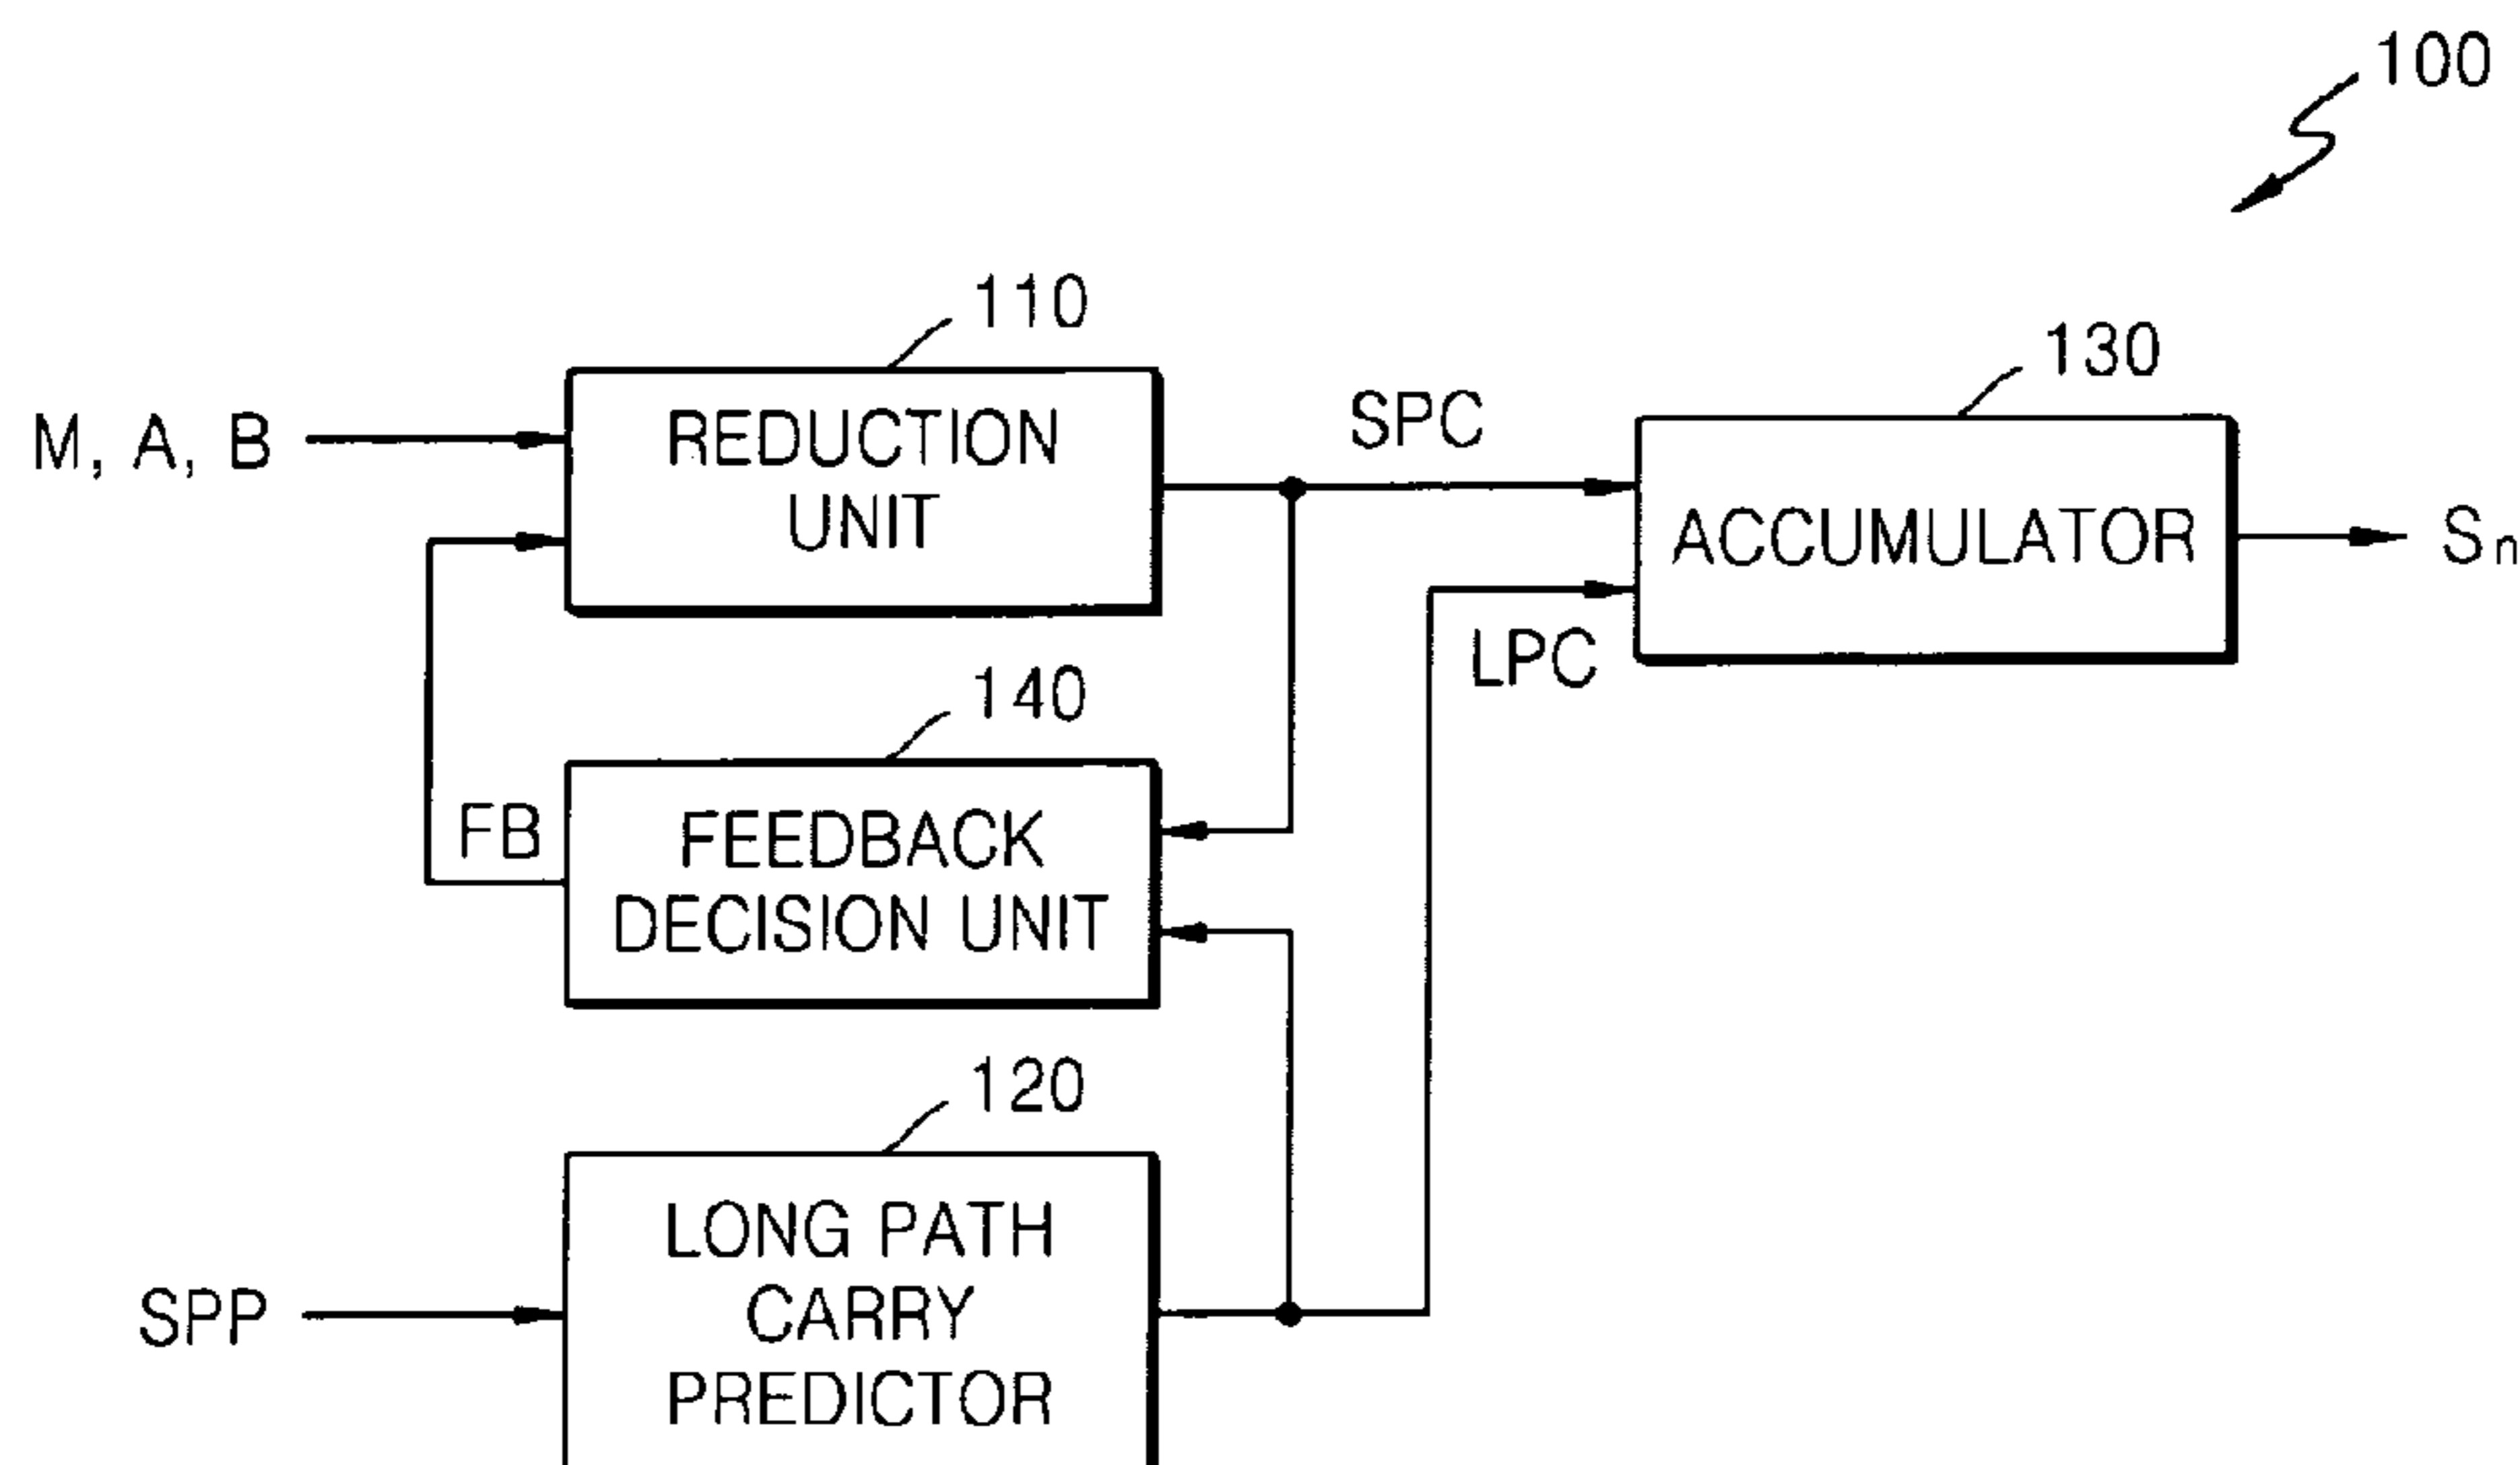 100
110
130
M, A, B
REDUCTION
UNIT
SPC
ACCUMULATOR
Sn
LPC
140
FB
FEEDBACK
DECISION UNIT
120
SPP
LONG PATH
CARRY
PREDICTOR